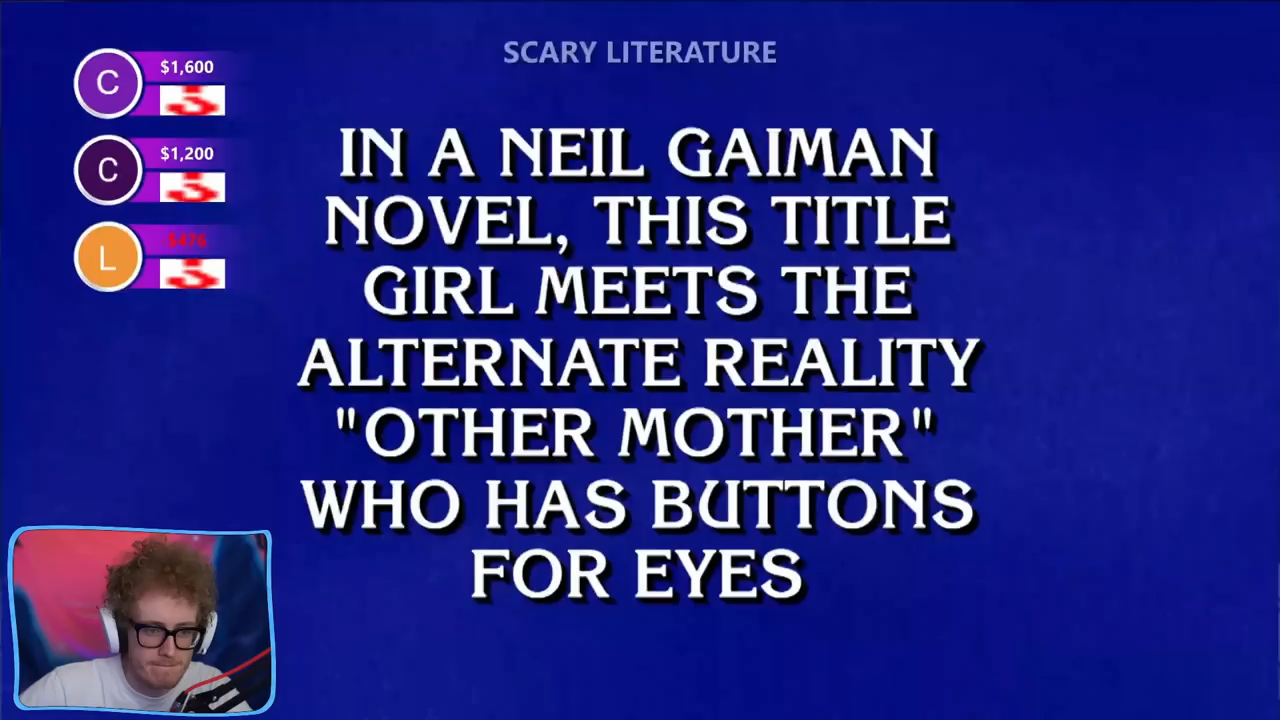 SCARY LITERATURE
C
$1,600
C
$1,200
L
$476
IN A NEIL GAIMAN
NOVEL, THIS TITLE
GIRL MEETS THE
ALTERNATE REALITY
"OTHER MOTHER"
WHO HAS BUTTONS
FOR EYES